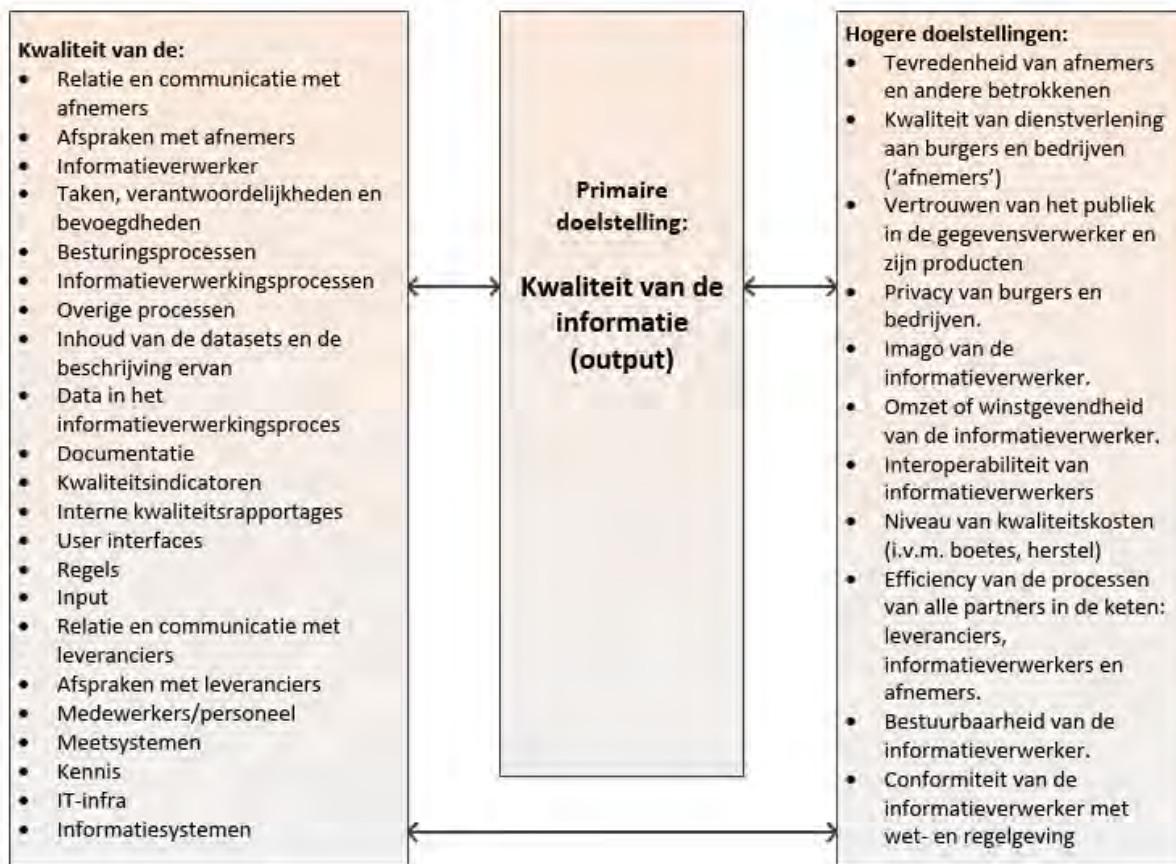 Kwaliteit van de:
• Relatie en communicatie met
afnemers
• Afspraken met afnemers
• Informatieverwerker
• Taken, verantwoordelijkheden en
bevoegdheden
• Besturingsprocessen
• Informatieverwerkingsprocessen
• Overige processen
• Inhoud van de datasets en de
beschrijving ervan
• Data in het
informatieverwerkingsproces
• Documentatie
• Kwaliteitsindicatoren
• Interne kwaliteitsrapportages
• User interfaces
• Regels
• Input
• Relatie en communicatie met
leveranciers
• Afspraken met leveranciers
• Medewerkers/personeel
• Meetsystemen
• Kennis
• IT-infra
• Informatiesystemen
Primaire
doelstelling:
Kwaliteit van de
informatie
(output)
Hogere doelstellingen:
• Tevredenheid van afnemers
en andere betrokkenen
• Kwaliteit van dienstverlening
aan burgers en bedrijven
(‘afnemers’)
• Vertrouwen van het publiek
in de gegevensverwerker en
zijn producten
• Privacy van burgers en
bedrijven.
• Imago van de
informatieverwerker.
• Omzet of winstgevendheid
van de informatieverwerker.
• Interoperabiliteit van
informatieverwerkers
• Niveau van kwaliteitskosten
(i.v.m. boetes, herstel)
• Efficiency van de processen
van alle partners in de keten:
leveranciers,
informatieverwerkers en
afnemers.
• Bestuurbaarheid van de
informatieverwerker.
• Conformiteit van de
informatieverwerker met
wet- en regelgeving